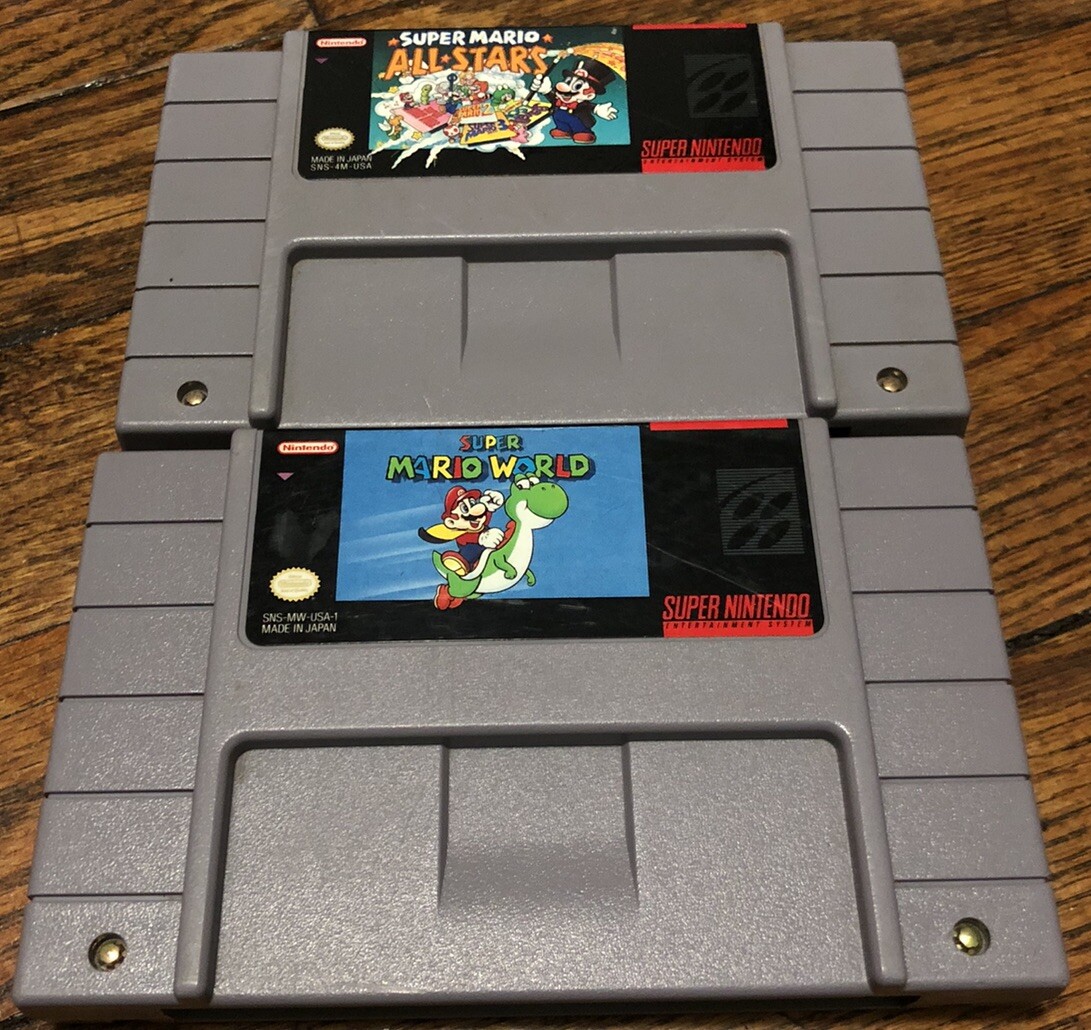 Nintendo
SUPER MARIO
ALL★STARS
MADE IN JAPAN
SNS-4M-USA
SUPER NINTENDO
ENTERTAINMENT SYSTEM
Nintendo
SUPER
MARIO WORLD
SNS-MW-USA-1
MADE IN JAPAN
SUPER NINTENDO
ENTERTAINMENT SYSTEM